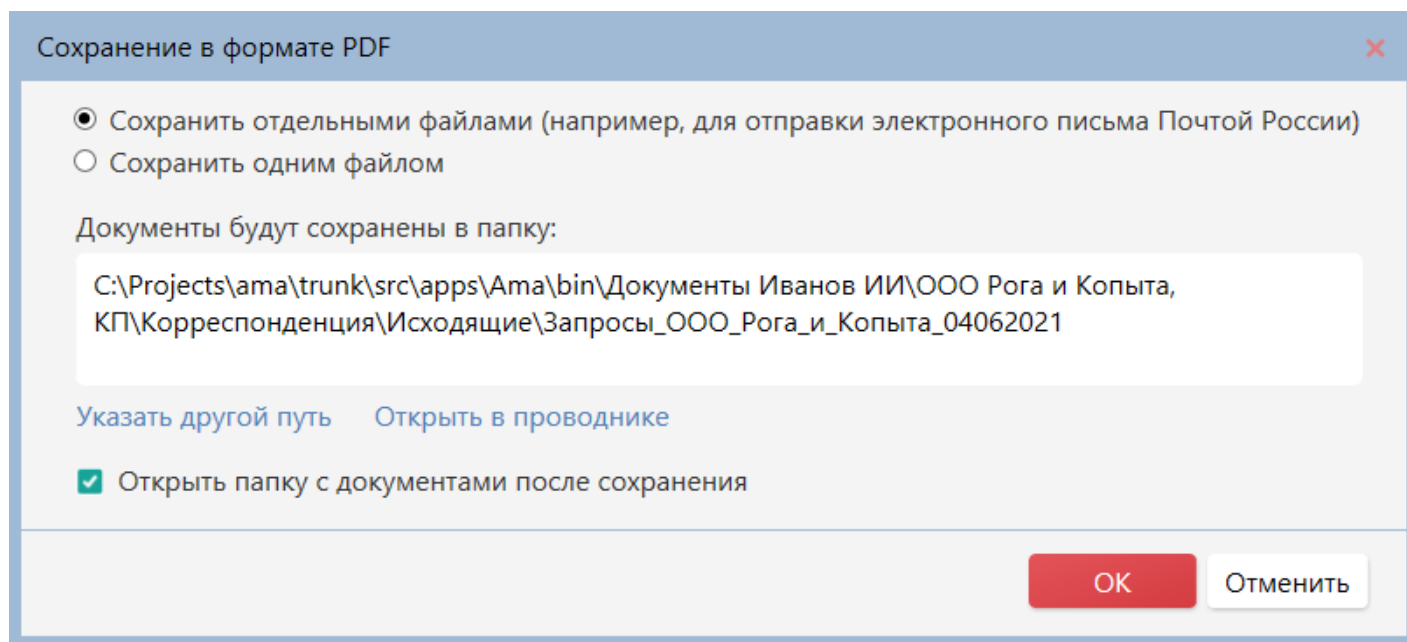 Сохранение в формате PDF
Сохранить отдельными файлами (например, для отправки электронного письма Почтой России)
Сохранить одним файлом
Документы будут сохранены в папку:
C:\Projects\ama\trunk\src\apps\Ama\bin\Документы Иванов ИИ\ООО Рога и Копыта,
КП\Корреспонденция\Исходящие\Запросы_ООО_Рога_и_Копыта_04062021
Указать другой путь Открыть в проводнике
Открыть папку с документами после сохранения
ОК Отменить